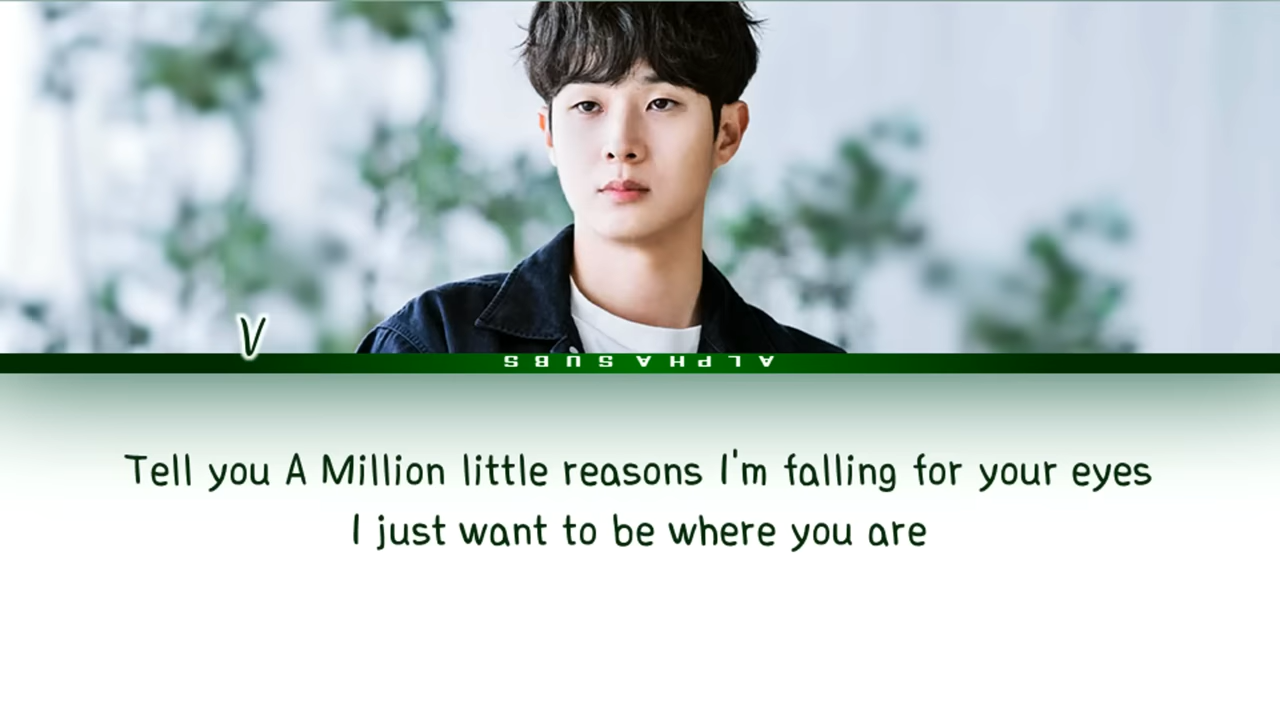 V
ALPHASUBS
Tell you A Million little reasons I'm falling for your eyes
I just want to be where you are